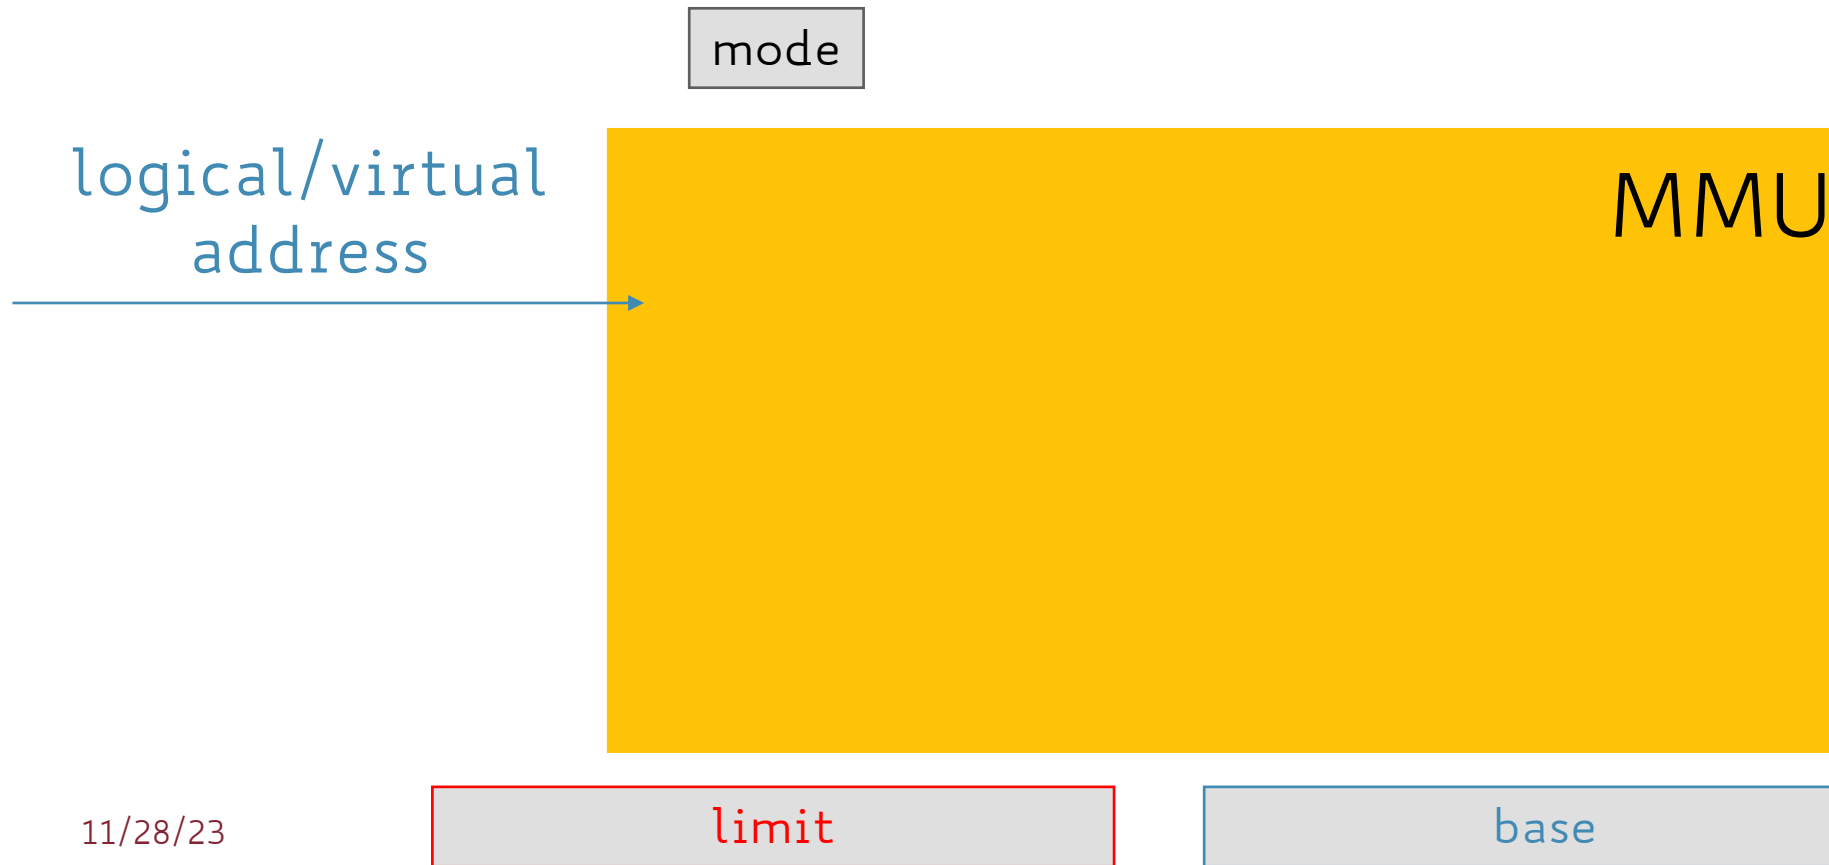 mode
logical/virtual
address
MMU
11/28/23
limit
base